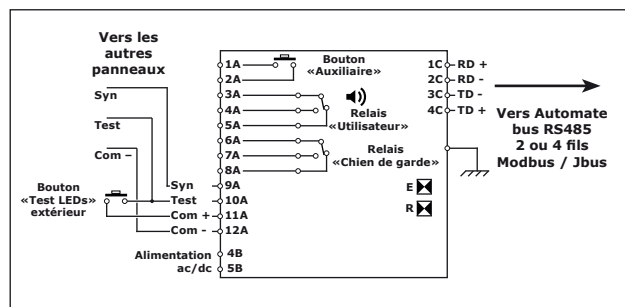 Vers les
autres
panneaux
Syn
Test
Com –
Bouton
«Test LEDs»
extérieur
Syn
Test
Com +
Com -
Alimentation
ac/dc
1A
2A
3A
4A
5A
6A
7A
8A
9A
10A
11A
12A
4B
5B
Bouton
«Auxiliaire»
Relais
«Utilisateur»
Relais
«Chien de garde»
E
R
1C RD +
2C RD -
3C TD -
4C TD +
Vers Automate
bus RS485
2 ou 4 fils
Modbus / Jbus